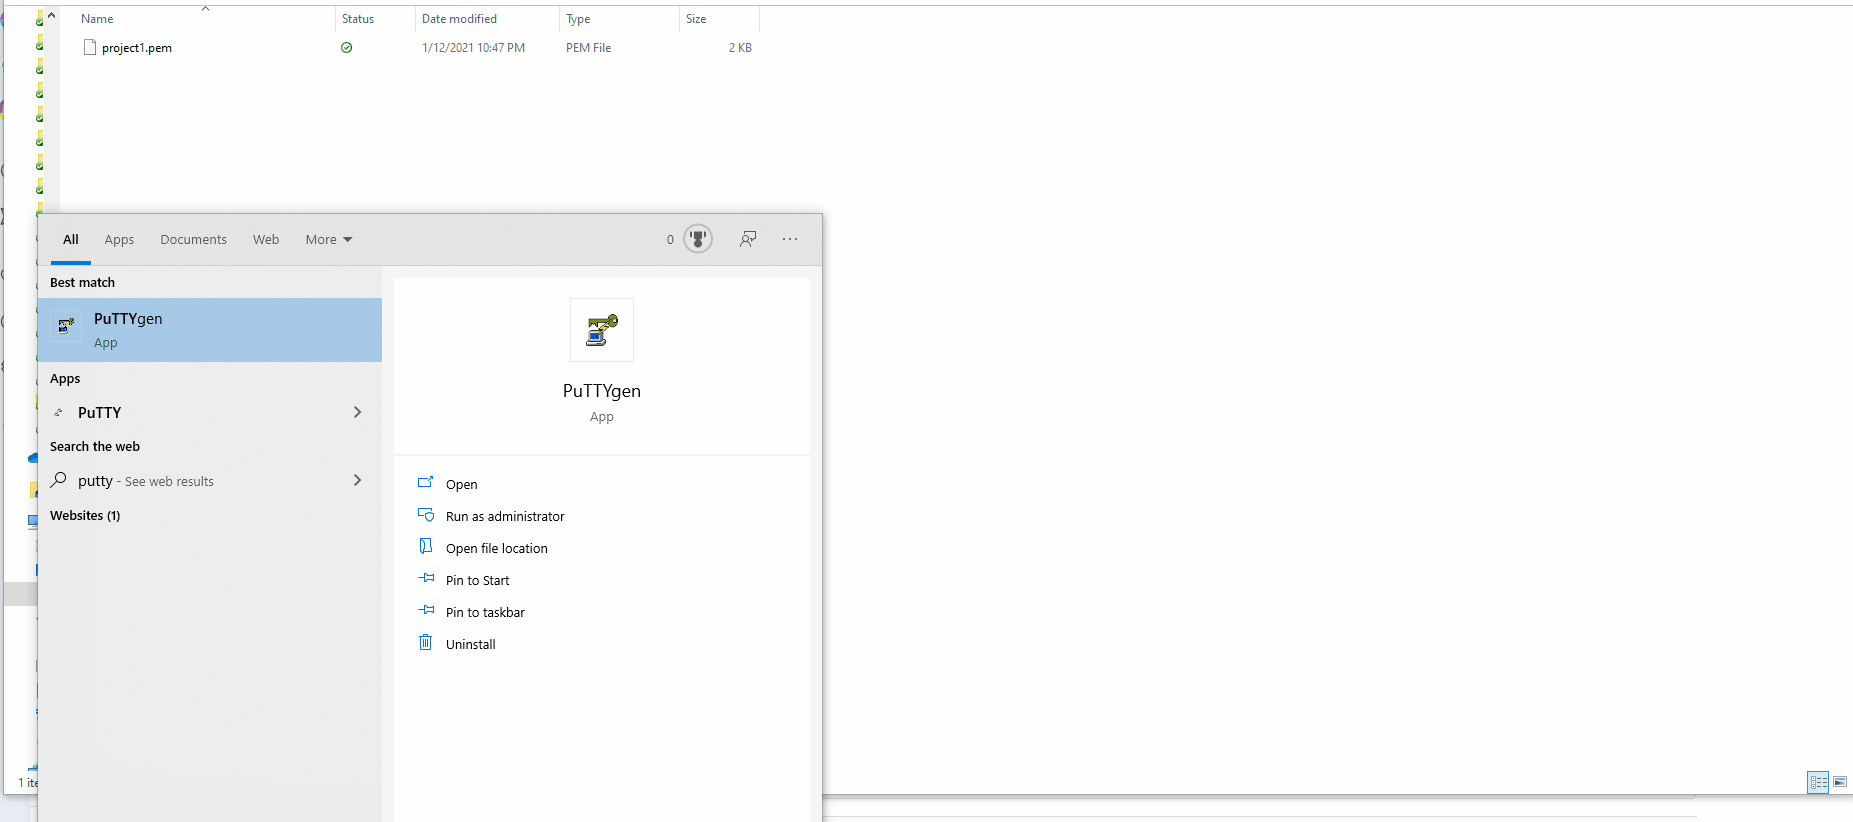 Name Status Date modified Type Size
project1.pem 1/12/2021 10:47 PM PEM File 2 KB
All Apps Documents Web More 0
Best match
PuTTYgen
App
Apps
PuTTY
Search the web
putty - See web results
Websites (1)
PuTTYgen
App
Open
Run as administrator
Open file location
Pin to Start
Pin to taskbar
Uninstall
1